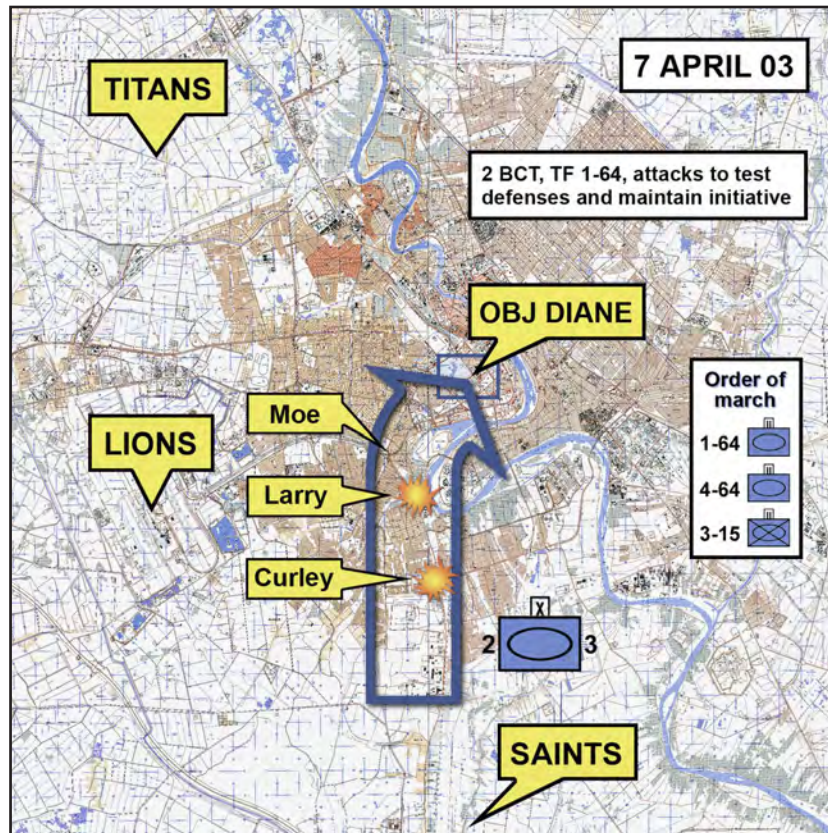 TITANS
7 APRIL 03
2 BCT, TF 1-64, attacks to test
defenses and maintain initiative
OBJ DIANE
Order of
march
1-64
4-64
3-15
Moe
LIONS
Larry
Curley
X
2
3
SAINTS